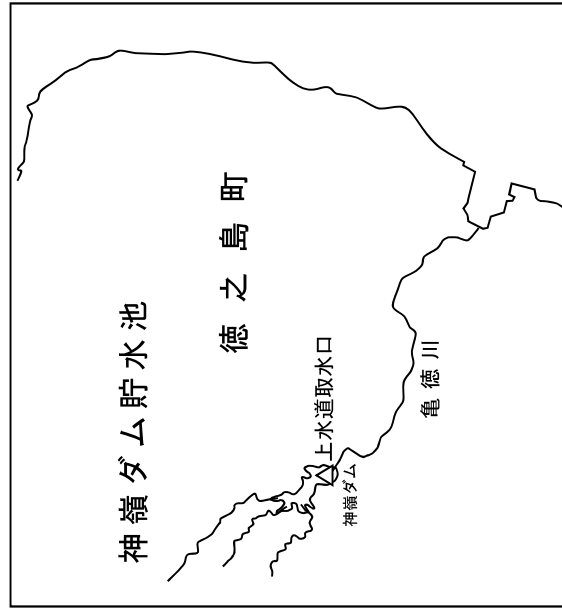 神嶺ダム貯水池
徳之島町
上水道取水口
神嶺ダム
亀徳川